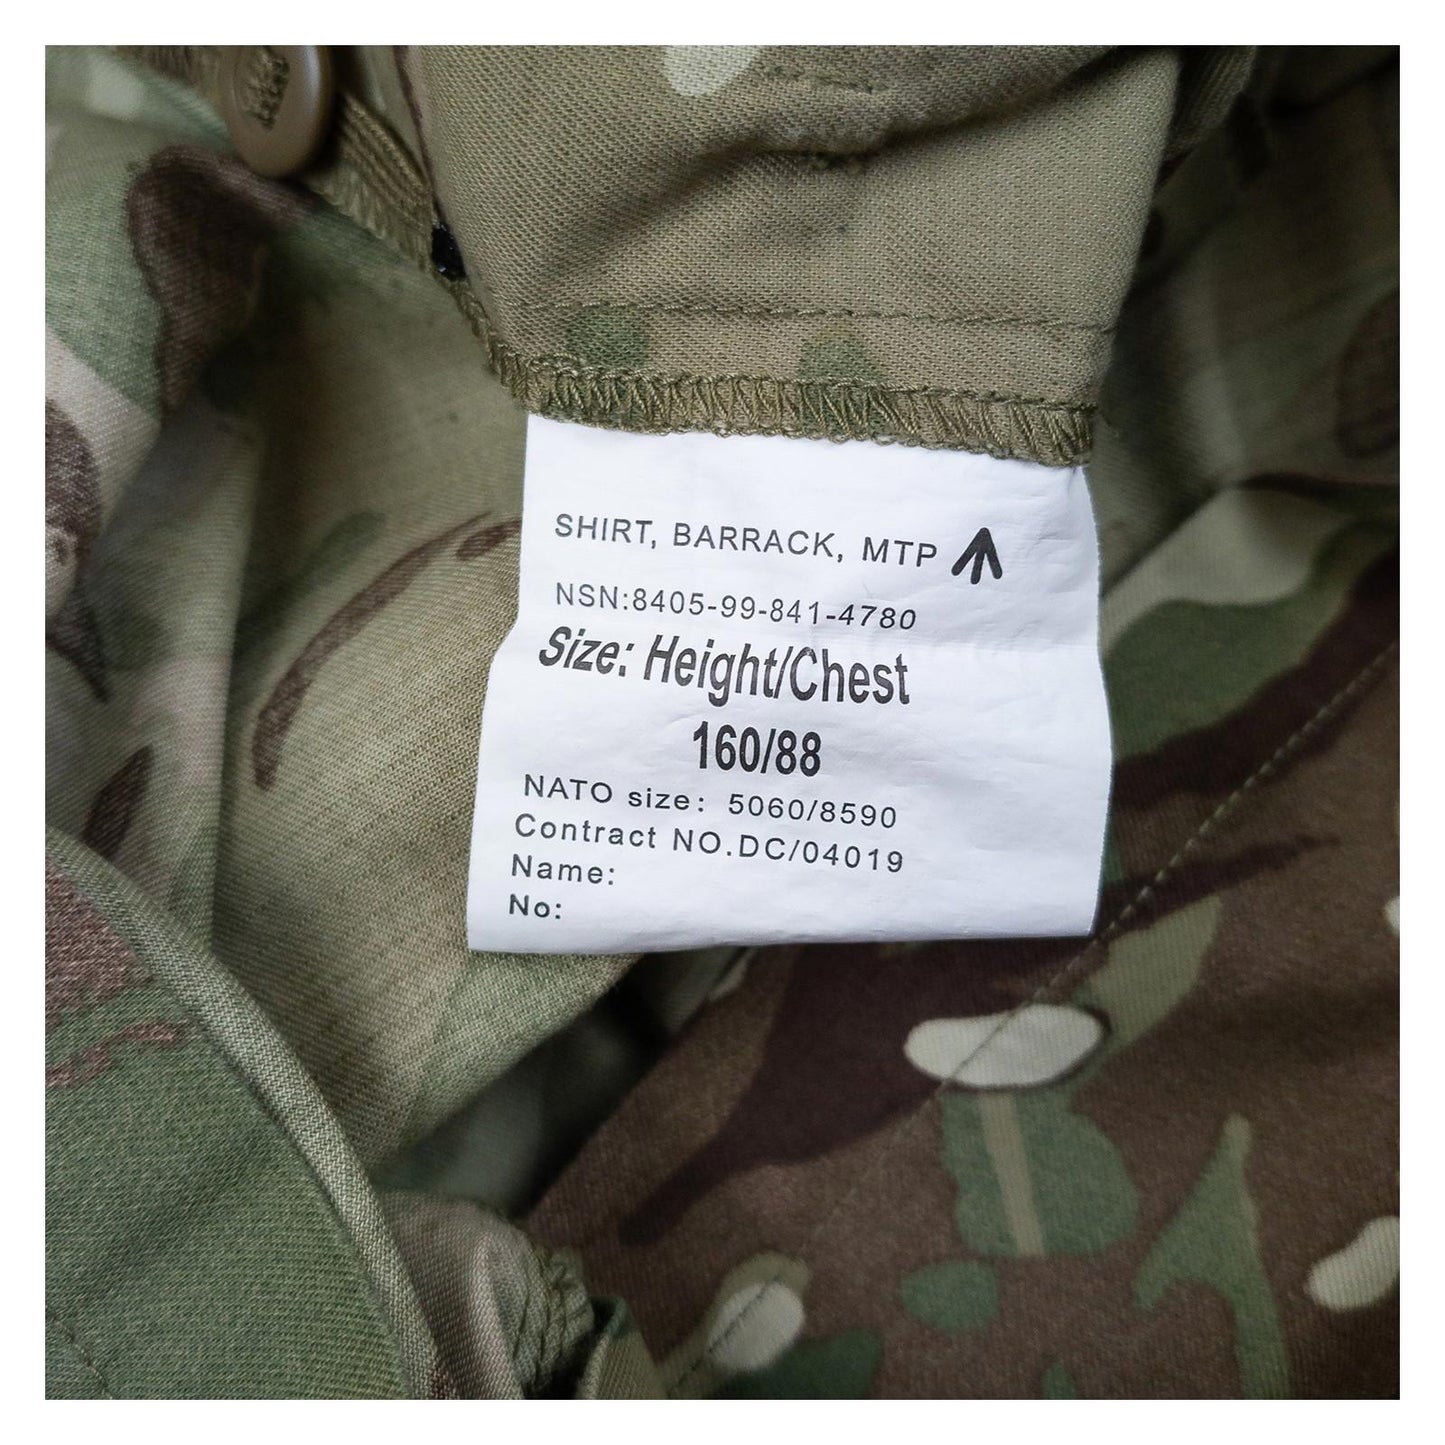 SHIRT, BARRACK, MTP
NSN:8405-99-841-4780
Size: Height/Chest
160/88
NATO size: 5060/8590
Contract NO.DC/04019
Name:
No: